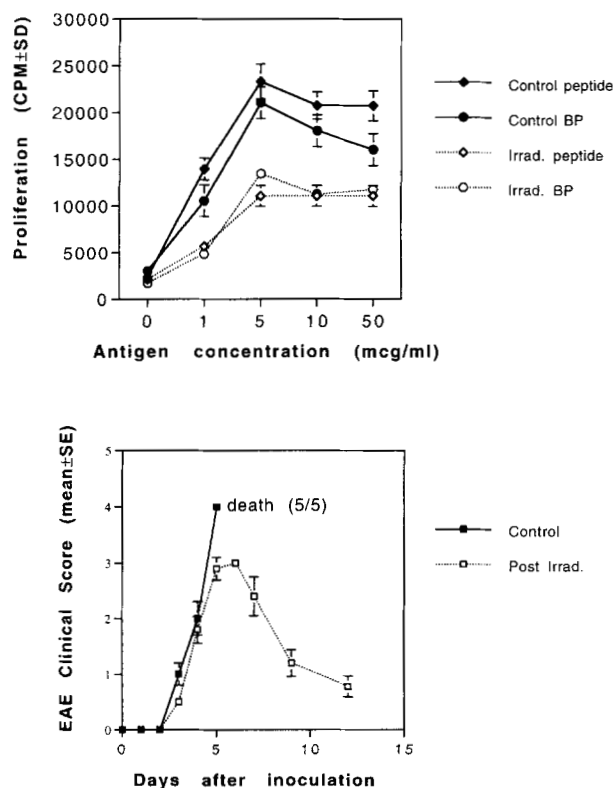 Proliferation (CPM±SD)
30000
25000
20000
15000
10000
5000
0
0 1 5 10 50
Antigen concentration (mcg/ml)
Control peptide
Control BP
Irrad. peptide
Irrad. BP
EAE Clinical Score (mean±SE)
5
4
3
2
1
0
0 5 10 15
Days after inoculation
death (5/5)
Control
Post Irrad.